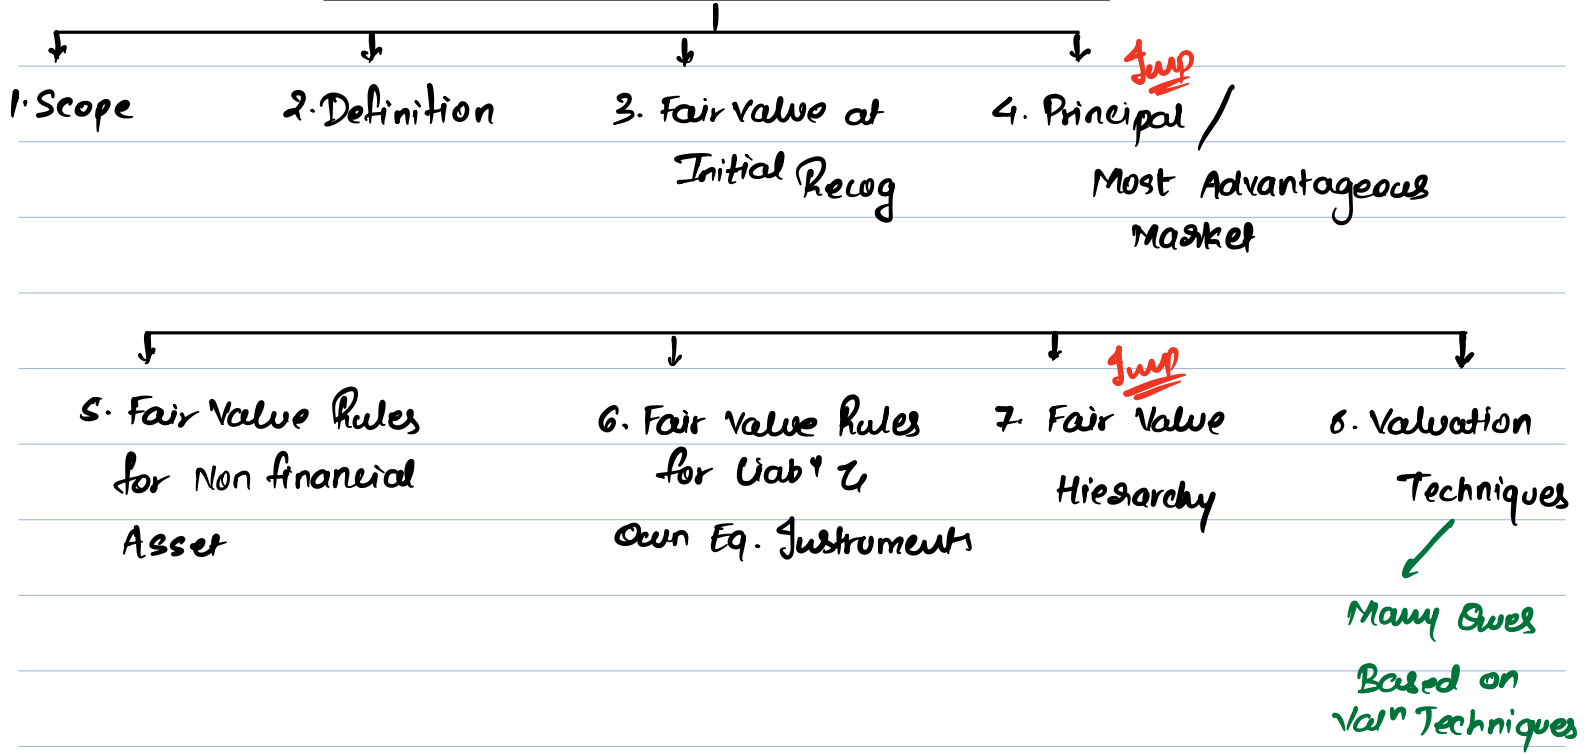 Imp
1. Scope 2. Definition 3. Fair value at 4. Principal /
Initial Recog Most Advantageous
Market
Imp
5. Fair Value Rules 6. Fair Value Rules 7. Fair Value 8. Valuation
for Non financial for Liaby & Hierarchy Techniques
Asset Own Eq. Instruments
Many Ques
Based on
Valn Techniques